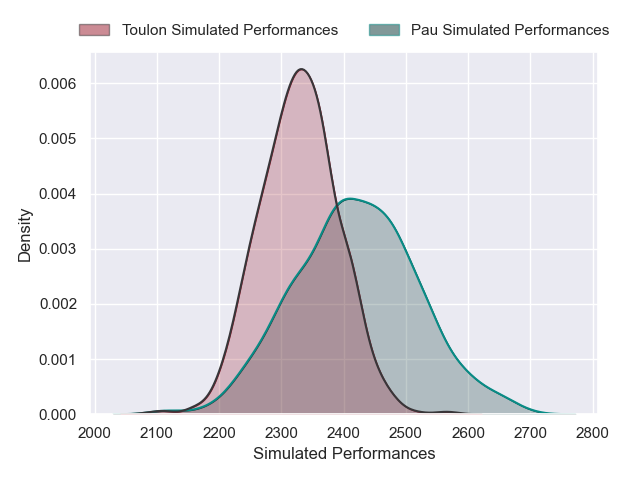 Toulon Simulated Performances
Pau Simulated Performances
0.006
0.005
0.004
0.003
0.002
0.001
0.000
Density
2000 2100 2200 2300 2400 2500 2600 2700 2800
Simulated Performances